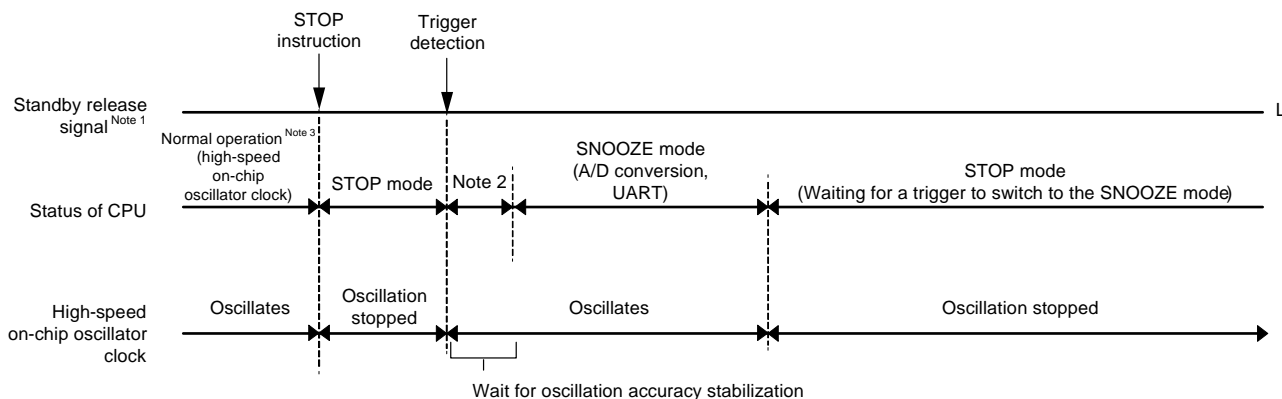 STOP
instruction
Trigger
detection
Standby release
signal Note 1
L
Normal operation Note 3
(high-speed
on-chip
oscillator clock)
STOP mode
Note 2
SNOOZE mode
(A/D conversion,
UART)
STOP mode
(Waiting for a trigger to switch to the SNOOZE mode)
Status of CPU
High-speed
on-chip oscillator
clock
Oscillates
Oscillation
stopped
Oscillates
Oscillation stopped
Wait for oscillation accuracy stabilization